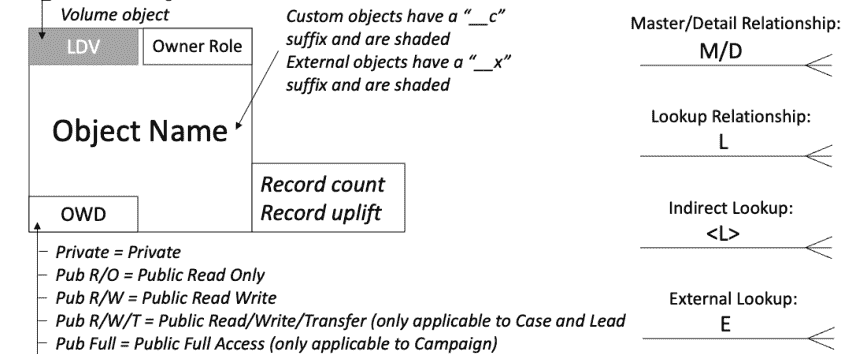 Volume object
LDV
Owner Role
Custom objects have a “__c”
suffix and are shaded
External objects have a “__x”
suffix and are shaded
Object Name
Record count
Record uplift
OWD
Private = Private
Pub R/O = Public Read Only
Pub R/W = Public Read Write
Pub R/W/T = Public Read/Write/Transfer (only applicable to Case and Lead
Pub Full = Public Full Access (only applicable to Campaign)
Master/Detail Relationship:
M/D
Lookup Relationship:
L
Indirect Lookup:
<L>
External Lookup:
E